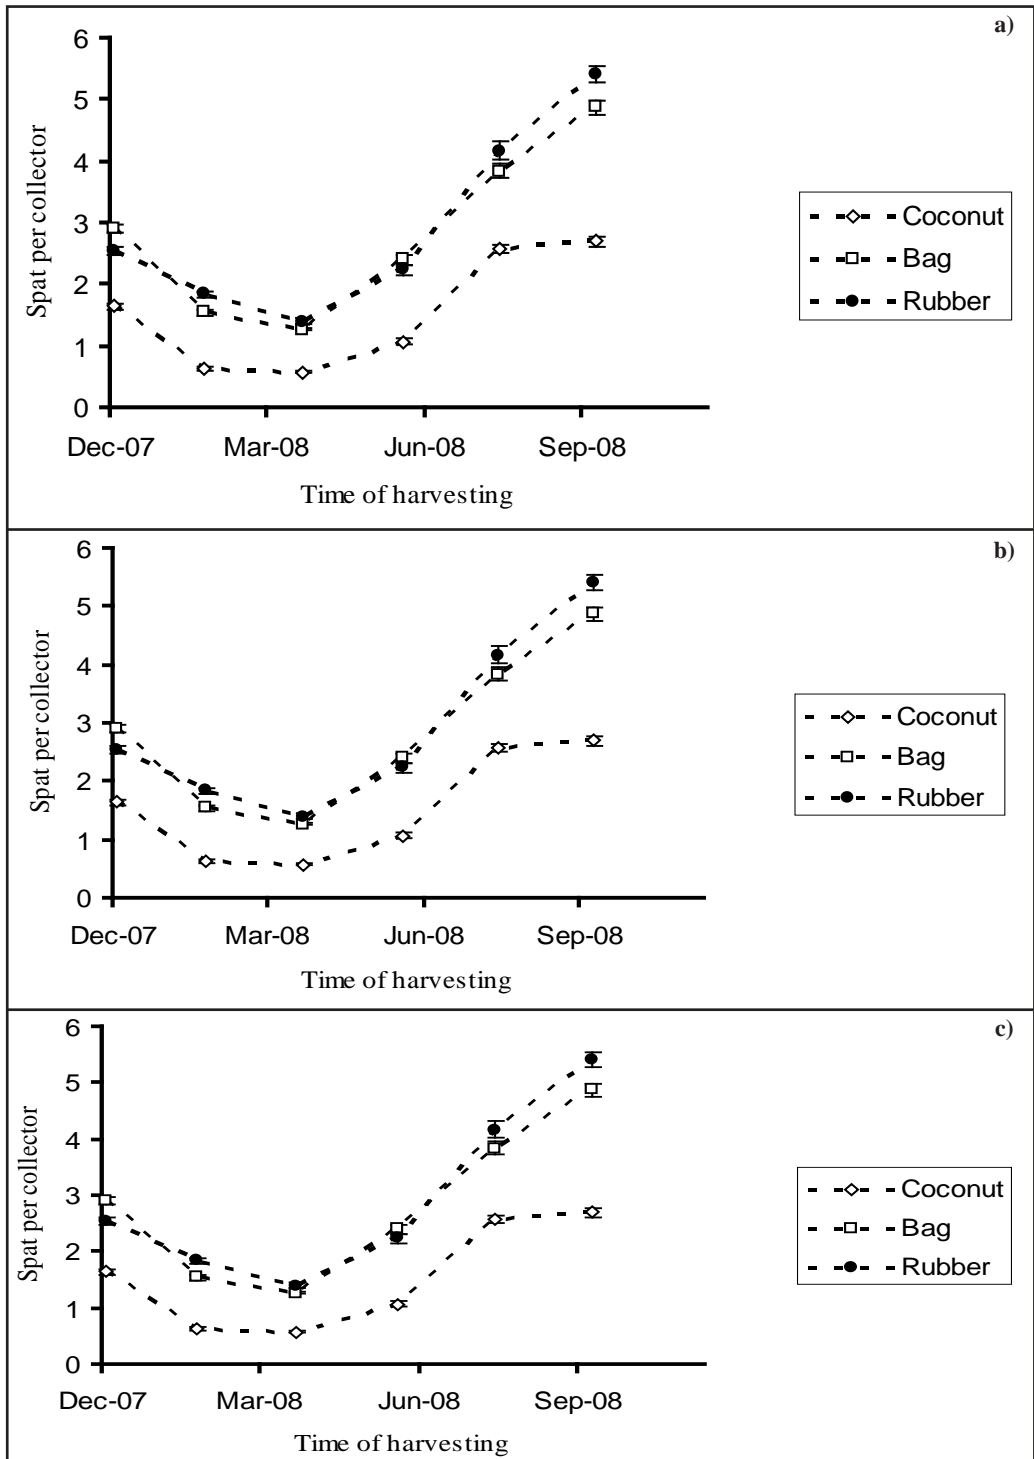 a)
6
5
4
3
2
1
0
Spat per collector
Dec-07 Mar-08 Jun-08 Sep-08
Time of harvesting
Coconut
Bag
Rubber
b)
6
5
4
3
2
1
0
Spat per collector
Dec-07 Mar-08 Jun-08 Sep-08
Time of harvesting
Coconut
Bag
Rubber
c)
6
5
4
3
2
1
0
Spat per collector
Dec-07 Mar-08 Jun-08 Sep-08
Time of harvesting
Coconut
Bag
Rubber